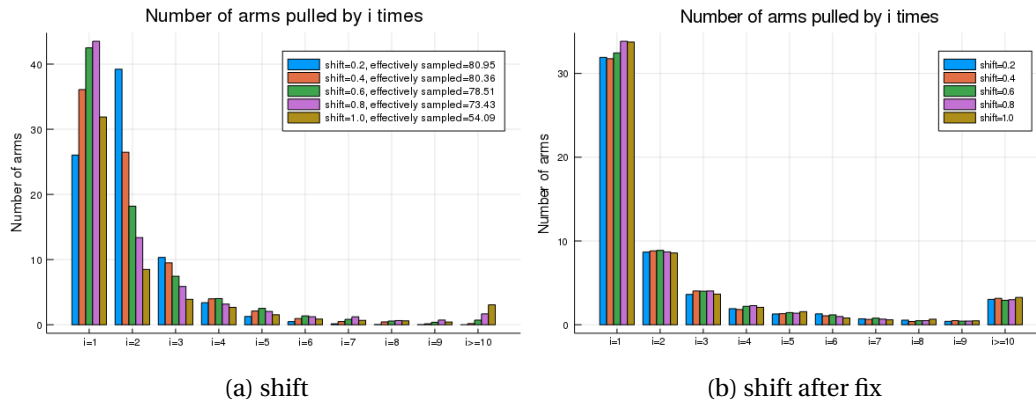 Number of arms pulled by i times
Number of arms
40
30
20
10
0
shift=0.2, effectively sampled=80.95
shift=0.4, effectively sampled=80.36
shift=0.6, effectively sampled=78.51
shift=0.8, effectively sampled=73.43
shift=1.0, effectively sampled=54.09
i=1 i=2 i=3 i=4 i=5 i=6 i=7 i=8 i=9 i>=10
(a) shift
Number of arms pulled by i times
Number of arms
30
20
10
0
shift=0.2
shift=0.4
shift=0.6
shift=0.8
shift=1.0
i=1 i=2 i=3 i=4 i=5 i=6 i=7 i=8 i=9 i>=10
(b) shift after fix